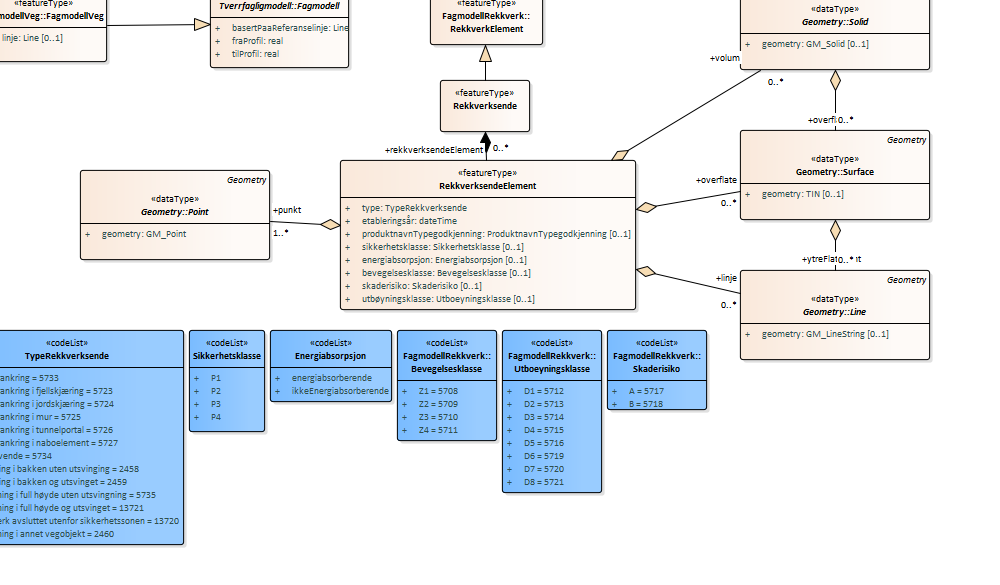 «featureType»
modellVeg::FagmodellVeg
linje: Line [0..1]
Tverrfagligmodell::Fagmodell
+ basertPaaReferanselinje: Line
+ fraProfil: real
+ tilProfil: real
«featureType»
FagmodellRekkverk::
RekkverkElement
«dataType»
Geometry::Solid
+ geometry: GM_Solid [0..1]
+volum
0..*
«featureType»
Rekkverksende
+rekkverksendeElement
0..*
0..*
Geometry
«dataType»
Geometry::Surface
+ geometry: TIN [0..1]
+overflate
0..*
Geometry
«dataType»
Geometry::Point
+ geometry: GM_Point
+punkt
1..*
«featureType»
RekkverksendeElement
+ type: TypeRekkverksende
+ etableringsår: dateTime
+ produktnavnTypegodkjenning: ProduktnavnTypegodkjenning [0..1]
+ sikkerhetsklasse: Sikkerhetsklasse [0..1]
+ energiabsorpsjon: Energiabsorpsjon [0..1]
+ bevegelsesklasse: Bevegelsesklasse [0..1]
+ skaderisiko: Skaderisiko [0..1]
+ utbøyningsklasse: Utboeyningsklasse [0..1]
0..*
+linje
0..*
Geometry
«dataType»
Geometry::Line
+ geometry: GM_LineString [0..1]
«codeList»
TypeRekkverksende
ankring = 5733
ankring i fjellskjæring = 5723
ankring i jordskjæring = 5724
ankring i mur = 5725
ankring i tunnelportal = 5726
ankring i naboelement = 5727
vende = 5734
ing i bakken uten utsvinging = 2458
ing i bakken og utsvinget = 2459
ning i full høyde uten utsvingning = 5735
ning i full høyde og utsvinget = 13721
erk avsluttet utenfor sikkerhetssonen = 13720
ning i annet vegobjekt = 2460
«codeList»
Sikkerhetsklasse
+ P1
+ P2
+ P3
+ P4
«codeList»
Energiabsorpsjon
+ energiabsorberende
+ ikkeEnergiabsorberende
«codeList»
FagmodellRekkverk::
Bevegelsesklasse
+ Z1 = 5708
+ Z2 = 5709
+ Z3 = 5710
+ Z4 = 5711
«codeList»
FagmodellRekkverk::
Utboeyningsklasse
+ D1 = 5712
+ D2 = 5713
+ D3 = 5714
+ D4 = 5715
+ D5 = 5716
+ D6 = 5719
+ D7 = 5720
+ D8 = 5721
«codeList»
FagmodellRekkverk::
Skaderisiko
+ A = 5717
+ B = 5718